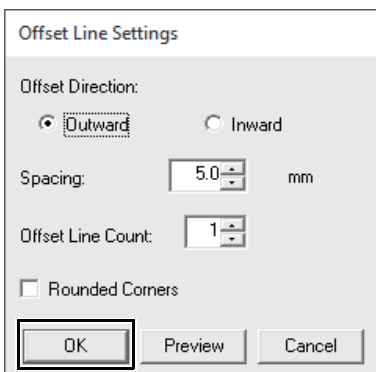 Offset Line Settings
Offset Direction:
Outward Inward
Spacing: 5.0 mm
Offset Line Count: 1
Rounded Corners
OK Preview Cancel